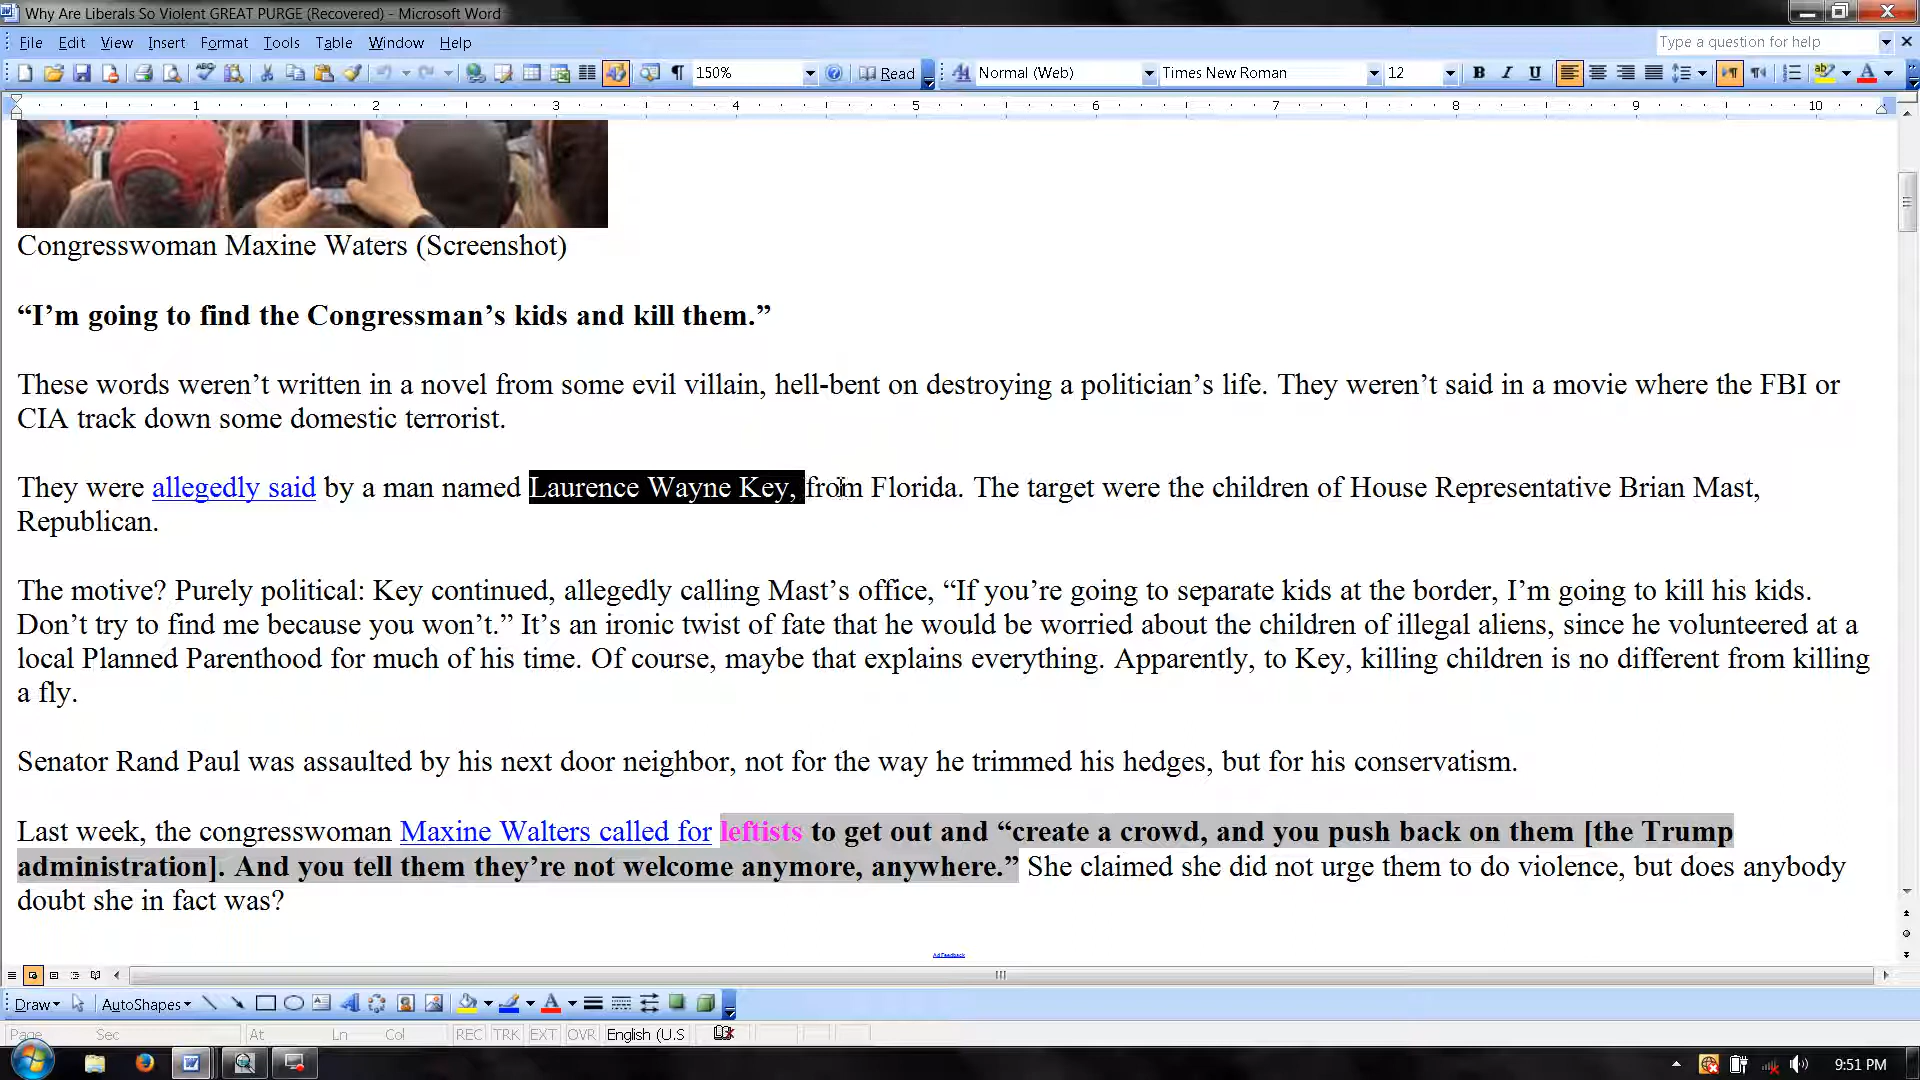 Why Are Liberals So Violent GREAT PURGE (Recovered) - Microsoft Word
File Edit View Insert Format Tools Table Window Help
Type a question for help
150% Read Normal (Web) Times New Roman 12 B I U
1 2 3 4 5 6 7 8 9 10
Congresswoman Maxine Waters (Screenshot)
“I’m going to find the Congressman’s kids and kill them.”
These words weren’t written in a novel from some evil villain, hell-bent on destroying a politician’s life. They weren’t said in a movie where the FBI or
CIA track down some domestic terrorist.
They were allegedly said by a man named Laurence Wayne Key, from Florida. The target were the children of House Representative Brian Mast,
Republican.
The motive? Purely political: Key continued, allegedly calling Mast’s office, “If you’re going to separate kids at the border, I’m going to kill his kids.
Don’t try to find me because you won’t.” It’s an ironic twist of fate that he would be worried about the children of illegal aliens, since he volunteered at a
local Planned Parenthood for much of his time. Of course, maybe that explains everything. Apparently, to Key, killing children is no different from killing
a fly.
Senator Rand Paul was assaulted by his next door neighbor, not for the way he trimmed his hedges, but for his conservatism.
Last week, the congresswoman Maxine Walters called for leftists to get out and “create a crowd, and you push back on them [the Trump
administration]. And you tell them they’re not welcome anymore, anywhere.” She claimed she did not urge them to do violence, but does anybody
doubt she in fact was?
Ad Feedback
Draw AutoShapes
Page Sec At Ln Col REC TRK EXT OVR English (U.S
9:51 PM